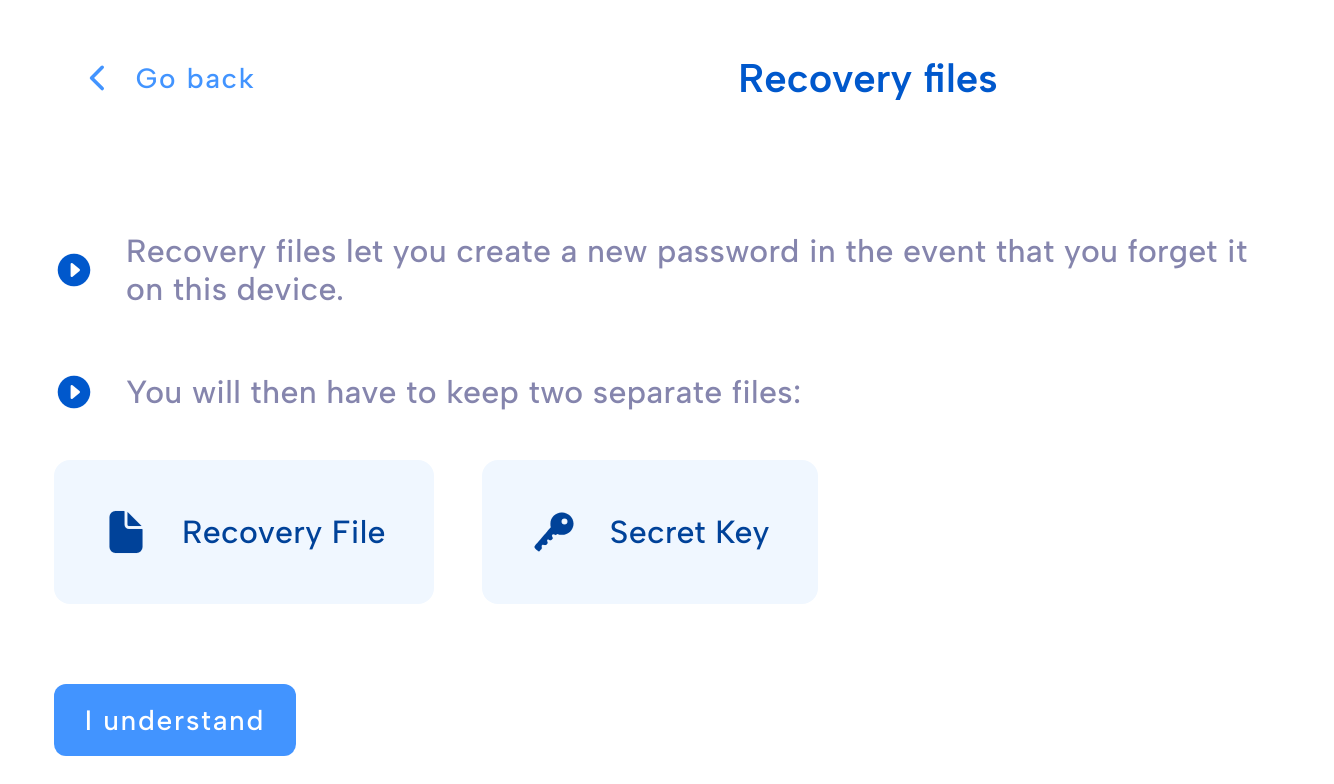 Go back
Recovery files
Recovery files let you create a new password in the event that you forget it
on this device.
You will then have to keep two separate files:
Recovery File
Secret Key
I understand